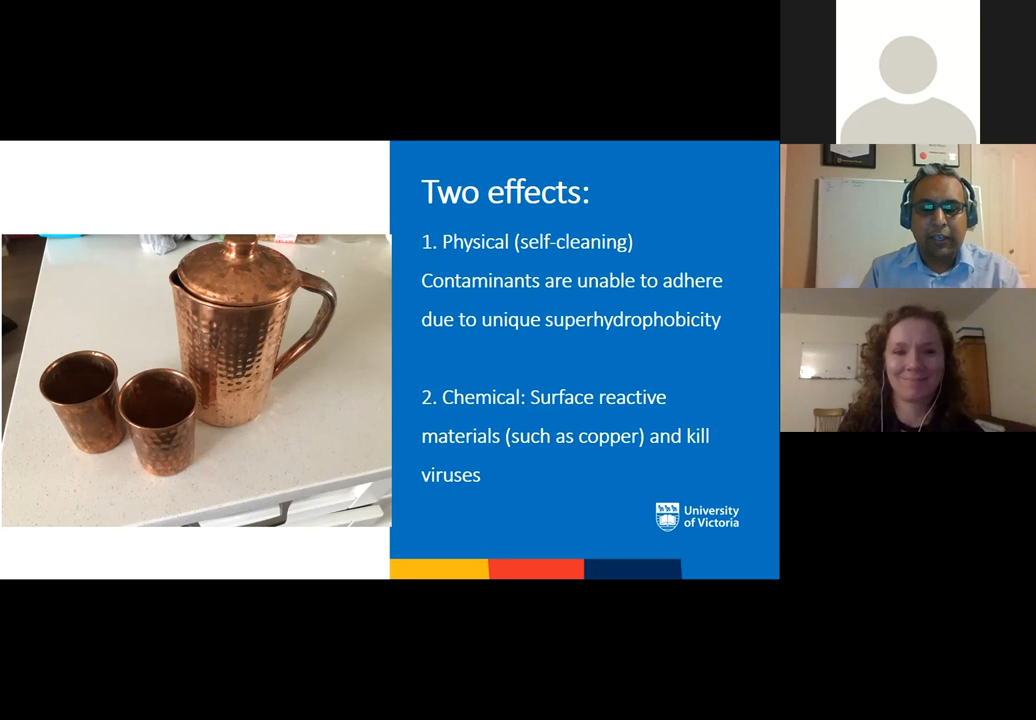 Two effects:
1. Physical (self-cleaning)
Contaminants are unable to adhere
due to unique superhydrophobicity
2. Chemical: Surface reactive
materials (such as copper) and kill
viruses
University
of Victoria